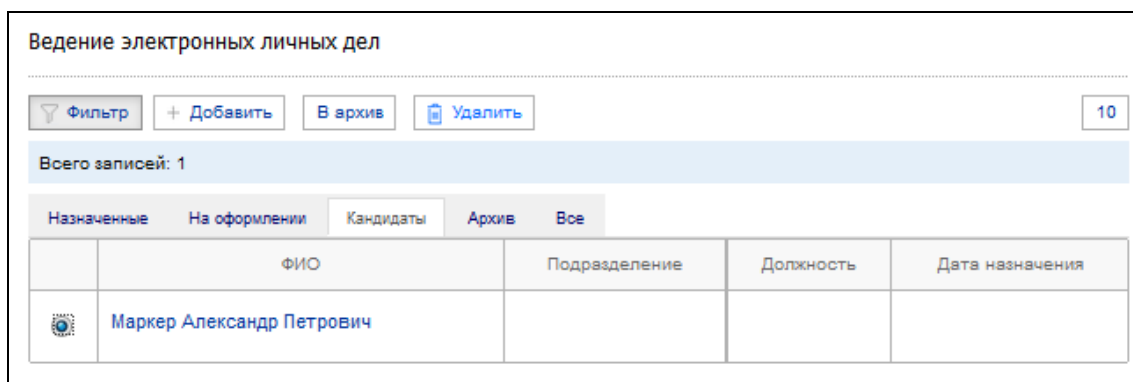 Ведение электронных личных дел
Фильтр + Добавить В архив Удалить 10
Всего записей: 1
Назначенные На оформлении Кандидаты Архив Все
ФИО Подразделение Должность Дата назначения
Маркер Александр Петрович